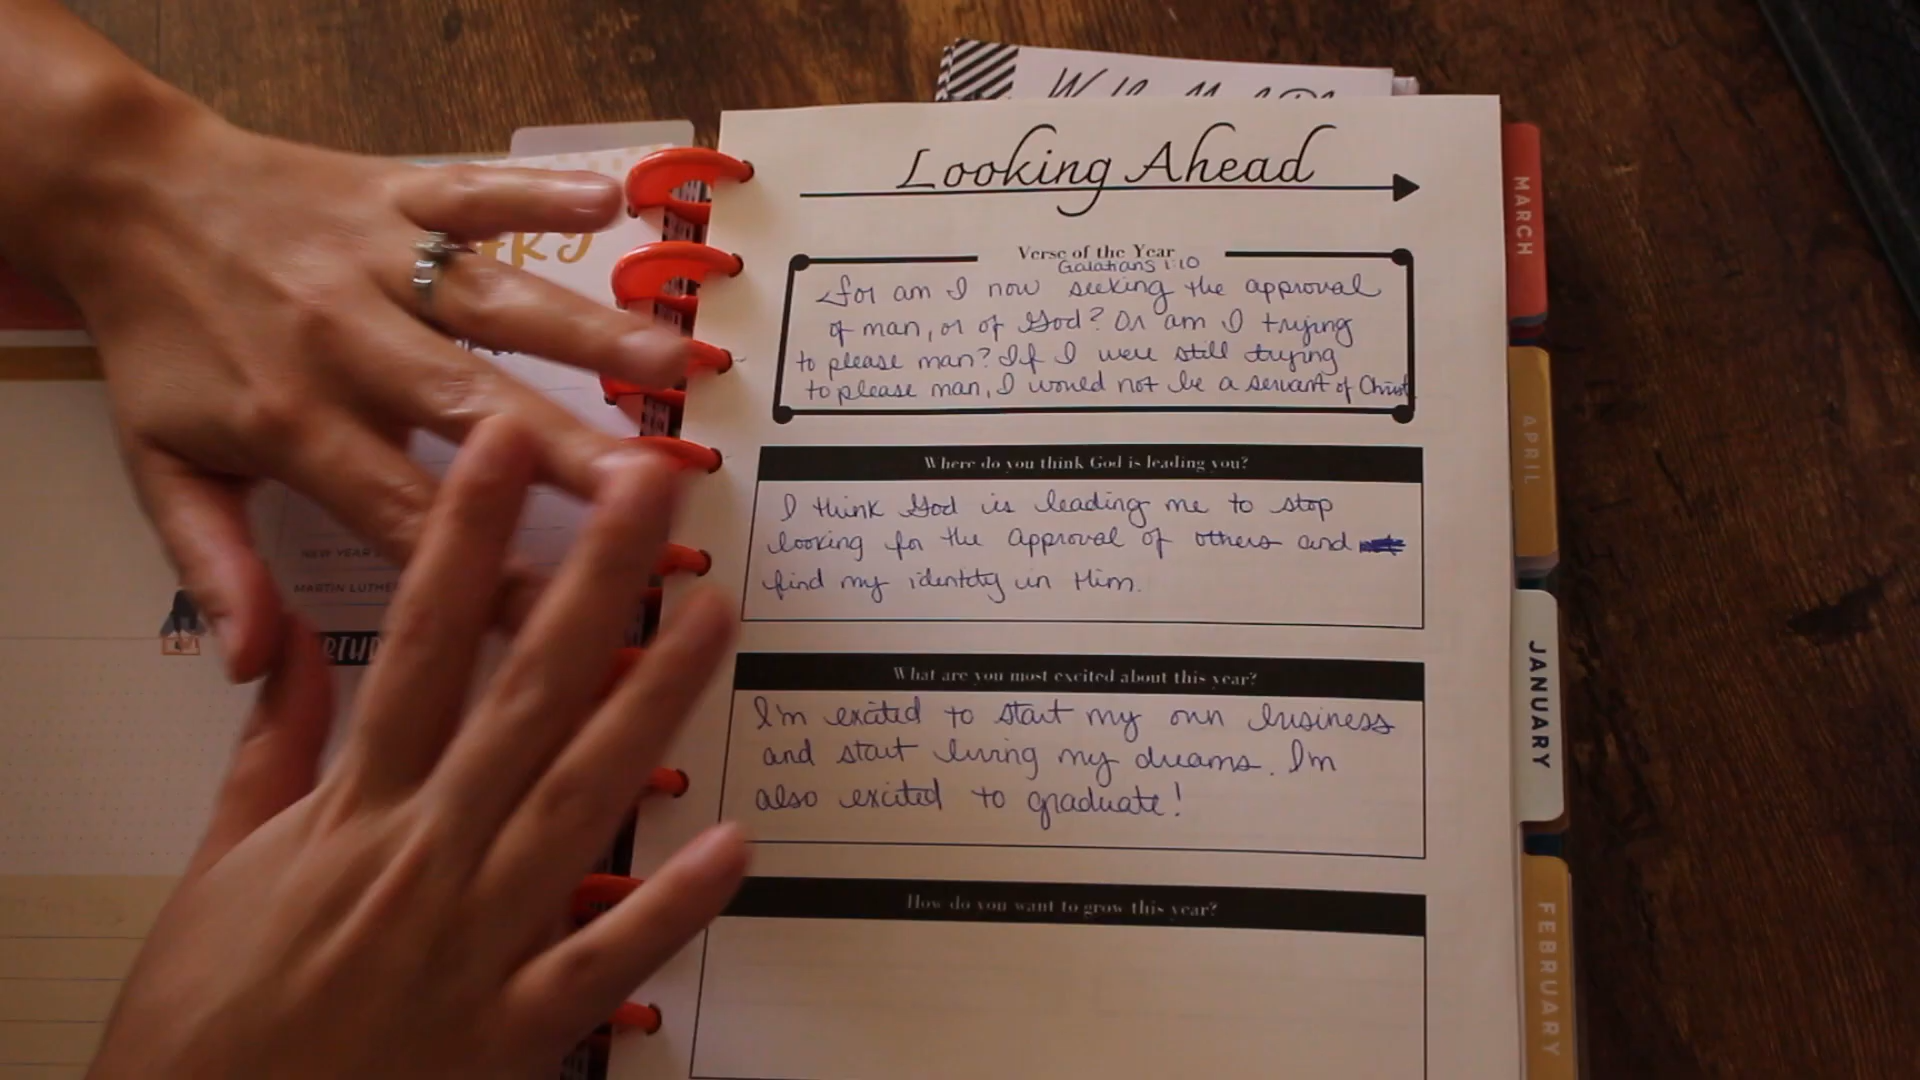 Looking Ahead
Verse of the Year
Galatians 1:10
for am I now seeking the approval
of man, or of God? Or am I trying
to please man? If I were still trying
to please man, I would not be a servant of Christ
Where do you think God is leading you?
I think God is leading me to stop
looking for the approval of others and
find my identity in Him.
What are you most excited about this year?
I'm excited to start my own business
and start living my dreams. I'm
also excited to graduate!
How do you want to grow this year?
MARCH
APRIL
JANUARY
FEBRUARY
NEW YEAR'S
MARTIN LUTHE